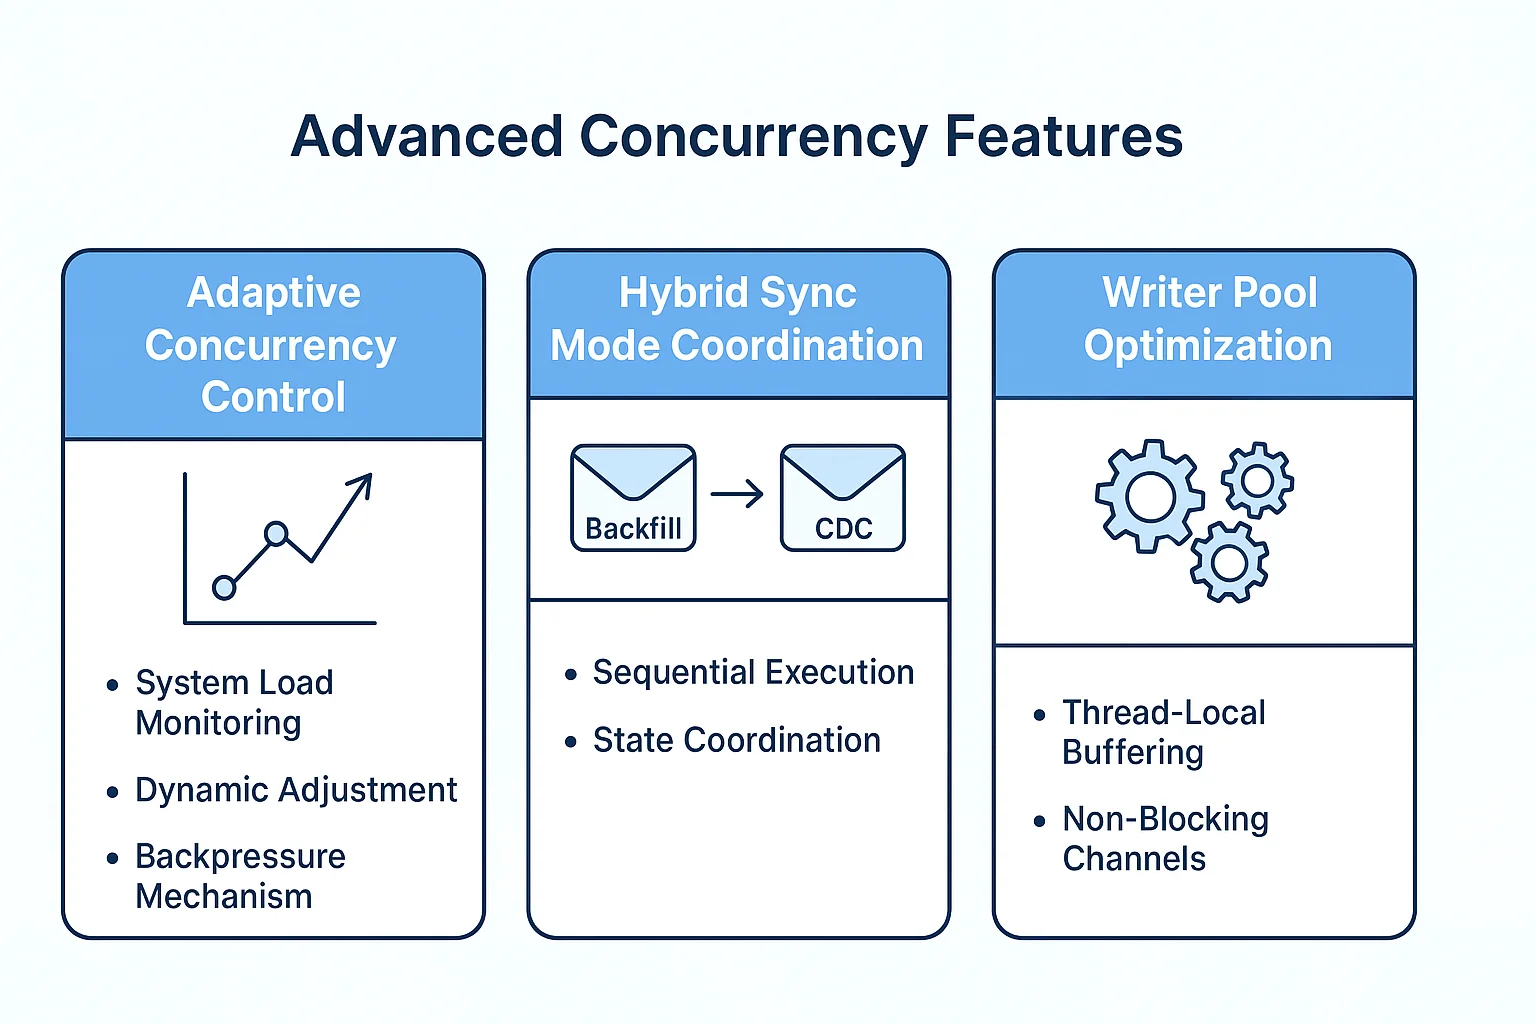 Advanced Concurrency Features
Adaptive
Concurrency
Control
• System Load
Monitoring
• Dynamic Adjustment
• Backpressure
Mechanism
Hybrid Sync
Mode Coordination
Backfill
CDC
• Sequential Execution
• State Coordination
Writer Pool
Optimization
• Thread-Local
Buffering
• Non-Blocking
Channels